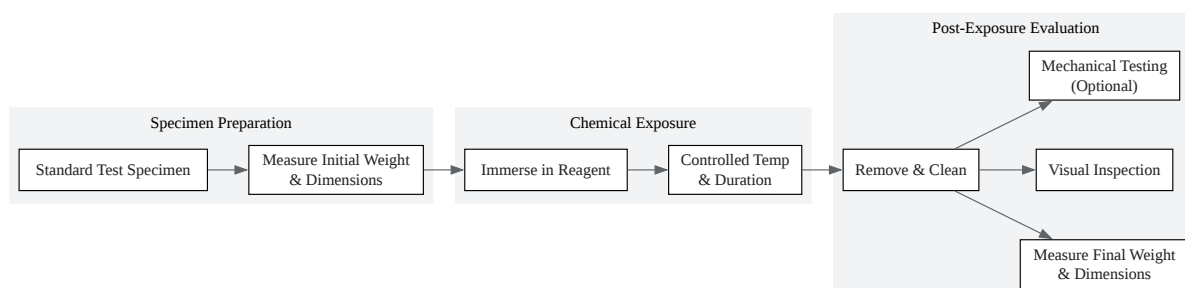 Specimen Preparation
Standard Test Specimen
Measure Initial Weight
& Dimensions
Chemical Exposure
Immerse in Reagent
Controlled Temp
& Duration
Post-Exposure Evaluation
Remove & Clean
Mechanical Testing
(Optional)
Visual Inspection
Measure Final Weight
& Dimensions